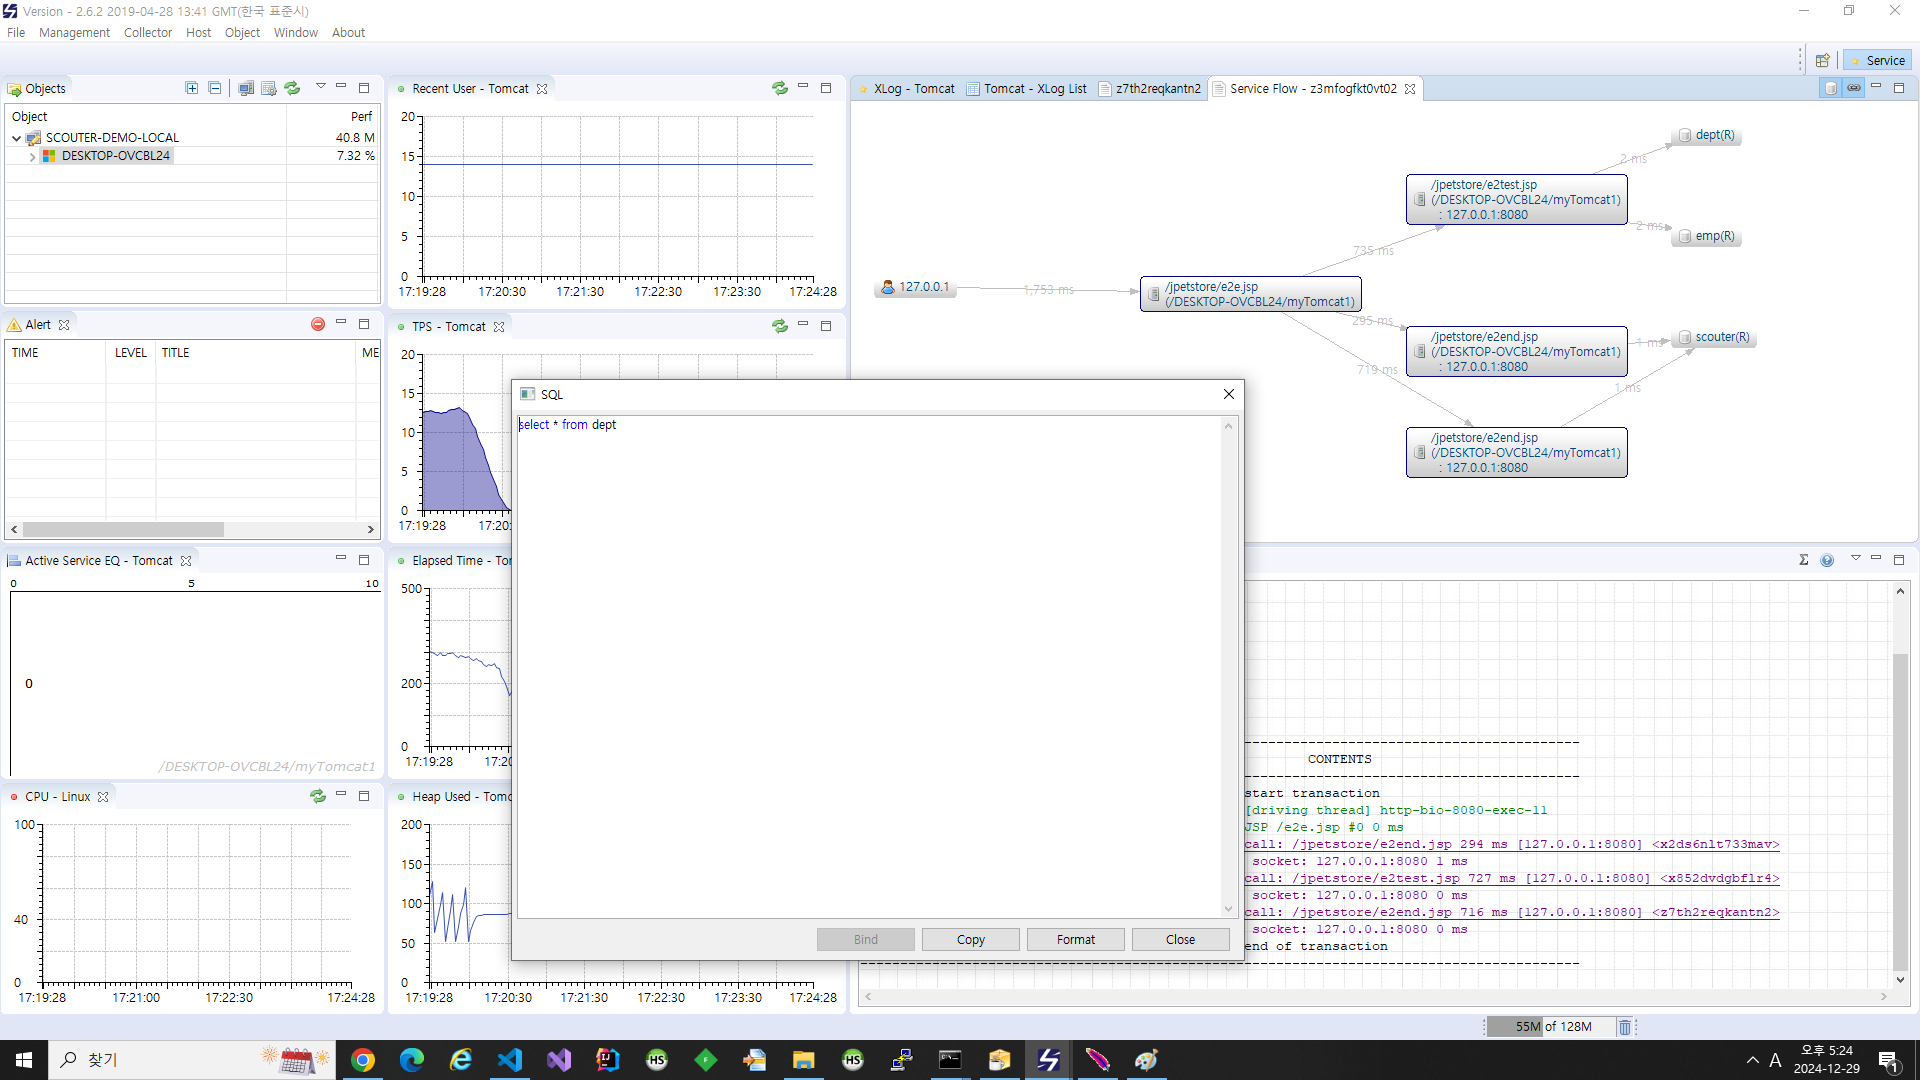 Version - 2.6.2 2019-04-28 13:41 GMT(한국 표준시)
File Management Collector Host Object Window About
Service
Objects
Object Perf
SCOUTER-DEMO-LOCAL 40.8 M
DESKTOP-OVCBL24 7.32 %
Alert
TIME LEVEL TITLE ME
Active Service EQ - Tomcat
0 5 10
0
/DESKTOP-OVCBL24/myTomcat1
CPU - Linux
100
40
0
17:19:28 17:21:00 17:22:30 17:24:28
Recent User - Tomcat
20
15
10
5
0
17:19:28 17:20:30 17:21:30 17:22:30 17:23:30 17:24:28
TPS - Tomcat
20
15
10
5
0
17:19:28 17:20:
Elapsed Time - Tor
500
200
0
17:19:28 17:20
Heap Used - Tomc
200
150
100
50
0
17:19:28 17:20:30 17:21:30 17:22:30 17:23:30 17:24:28
XLog - Tomcat Tomcat - XLog List z7th2reqkantn2 Service Flow - z3mfogfkt0vt02
127.0.0.1
1,753 ms
/jpetstore/e2e.jsp
(/DESKTOP-OVCBL24/myTomcat1)
735 ms
295 ms
719 ms
/jpetstore/e2test.jsp
(/DESKTOP-OVCBL24/myTomcat1)
: 127.0.0.1:8080
2 ms
dept(R)
2 ms
emp(R)
/jpetstore/e2end.jsp
(/DESKTOP-OVCBL24/myTomcat1)
: 127.0.0.1:8080
1 ms
scouter(R)
1 ms
/jpetstore/e2end.jsp
(/DESKTOP-OVCBL24/myTomcat1)
: 127.0.0.1:8080
SQL
select * from dept
Bind Copy Format Close
CONTENTS
start transaction
[driving thread] http-bio-8080-exec-11
JSP /e2e.jsp #0 0 ms
call: /jpetstore/e2end.jsp 294 ms [127.0.0.1:8080] <x2ds6nlt733mav>
socket: 127.0.0.1:8080 1 ms
call: /jpetstore/e2test.jsp 727 ms [127.0.0.1:8080] <x852dvdgbflr4>
socket: 127.0.0.1:8080 0 ms
call: /jpetstore/e2end.jsp 716 ms [127.0.0.1:8080] <z7th2reqkantn2>
socket: 127.0.0.1:8080 0 ms
end of transaction
55M of 128M
찾기
HS
F
HS
A
오후 5:24
2024-12-29
1